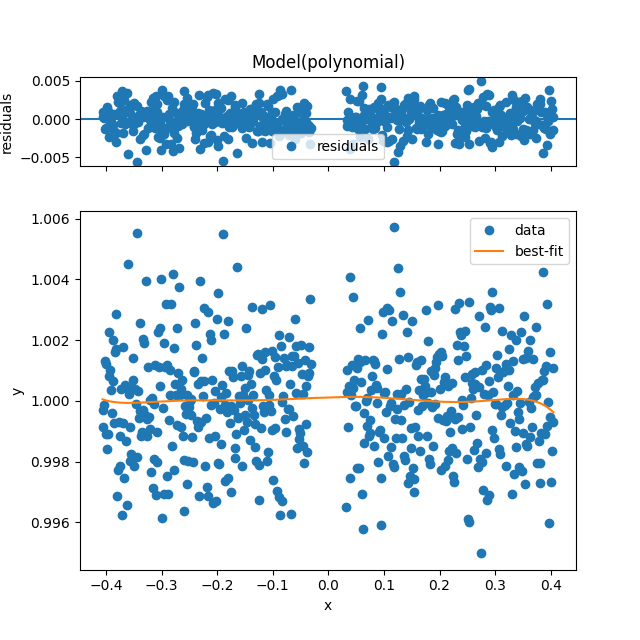 Model(polynomial)
0.005
0.000
−0.005
residuals
residuals
1.006
1.004
1.002
1.000
0.998
0.996
y
data
best-fit
−0.4
−0.3
−0.2
−0.1
0.0
0.1
0.2
0.3
0.4
x